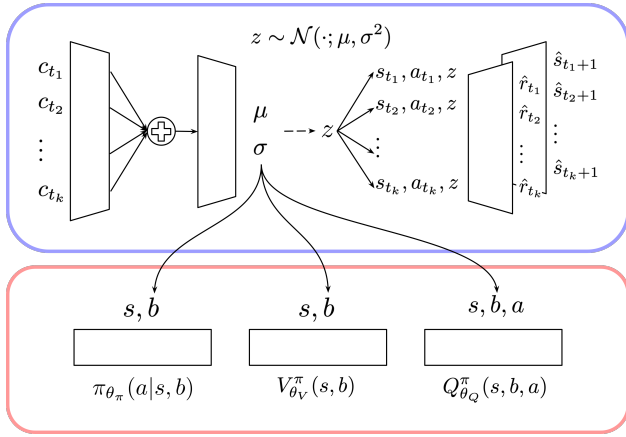 z ∼ 𝒩(·; μ, σ²)
c_{t_1}
c_{t_2}
⋮
c_{t_k}
μ
σ
z
s_{t_1}, a_{t_1}, z
s_{t_2}, a_{t_2}, z
⋮
s_{t_k}, a_{t_k}, z
r̂_{t_1}
r̂_{t_2}
⋮
r̂_{t_k}
ŝ_{t_1+1}
ŝ_{t_2+1}
⋮
ŝ_{t_k+1}
s, b
s, b
s, b, a
π_{θ_π}(a|s, b)
V^π_{θ_V}(s, b)
Q^π_{θ_Q}(s, b, a)